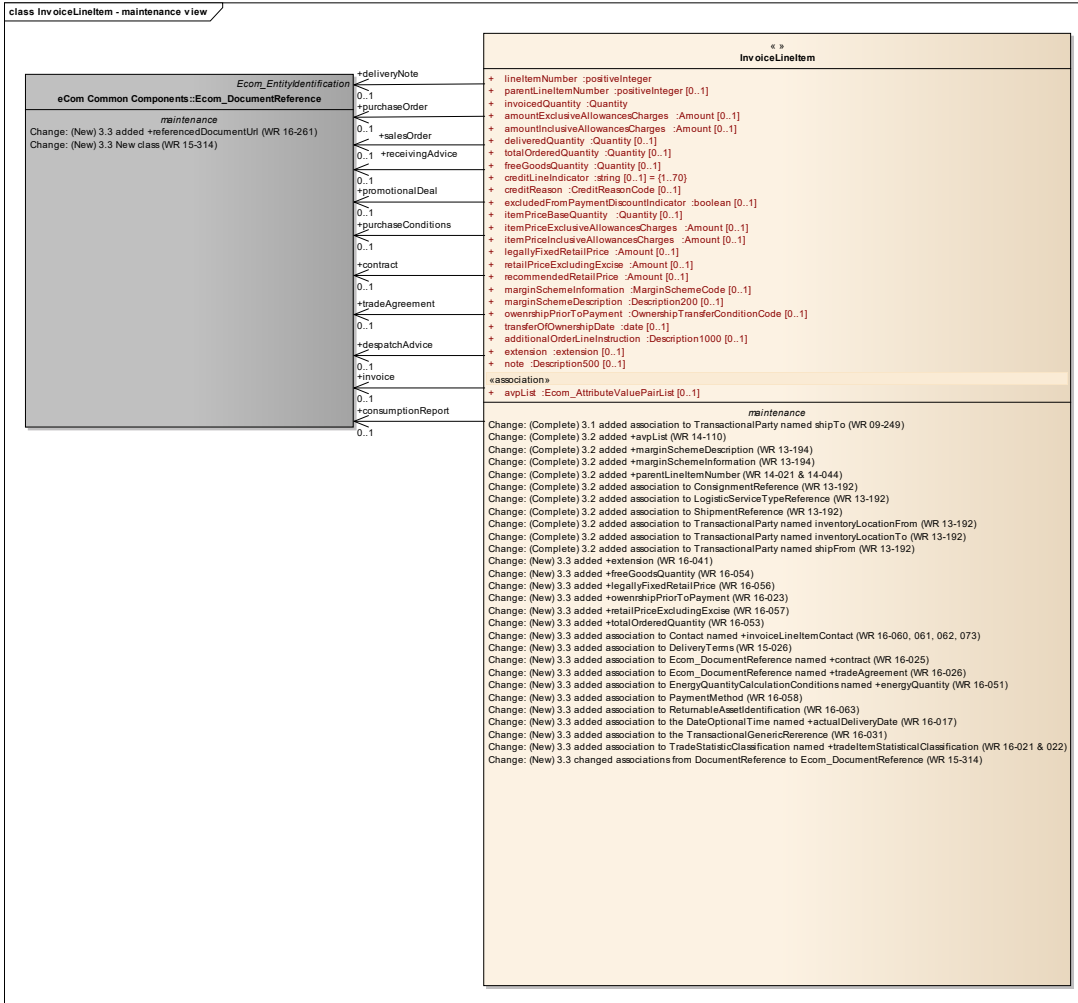 class InvoiceLineItem - maintenance view
Ecom_EntityIdentification
eCom Common Components::Ecom_DocumentReference
maintenance
Change: (New) 3.3 added +referencedDocumentUrl (WR 16-261)
Change: (New) 3.3 New class (WR 15-314)
+deliveryNote
0..1
+purchaseOrder
0..1
+salesOrder
0..1
+receivingAdvice
0..1
+promotionalDeal
0..1
+purchaseConditions
0..1
+contract
0..1
+tradeAgreement
0..1
+despatchAdvice
0..1
+invoice
0..1
+consumptionReport
0..1
« »
InvoiceLineItem
+ lineItemNumber :positiveInteger
+ parentLineItemNumber :positiveInteger [0..1]
+ invoicedQuantity :Quantity
+ amountExclusiveAllowancesCharges :Amount [0..1]
+ amountInclusiveAllowancesCharges :Amount [0..1]
+ deliveredQuantity :Quantity [0..1]
+ totalOrderedQuantity :Quantity [0..1]
+ freeGoodsQuantity :Quantity [0..1]
+ creditLineIndicator :string [0..1] = {1..70}
+ creditReason :CreditReasonCode [0..1]
+ excludedFromPaymentDiscountIndicator :boolean [0..1]
+ itemPriceBaseQuantity :Quantity [0..1]
+ itemPriceExclusiveAllowancesCharges :Amount [0..1]
+ itemPriceInclusiveAllowancesCharges :Amount [0..1]
+ legallyFixedRetailPrice :Amount [0..1]
+ retailPriceExcludingExcise :Amount [0..1]
+ recommendedRetailPrice :Amount [0..1]
+ marginSchemeInformation :MarginSchemeCode [0..1]
+ marginSchemeDescription :Description200 [0..1]
+ owenrshipPriorToPayment :OwnershipTransferConditionCode [0..1]
+ transferOfOwnershipDate :date [0..1]
+ additionalOrderLineInstruction :Description1000 [0..1]
+ extension :extension [0..1]
+ note :Description500 [0..1]
«association»
+ avpList :Ecom_AttributeValuePairList [0..1]
maintenance
Change: (Complete) 3.1 added association to TransactionalParty named shipTo (WR 09-249)
Change: (Complete) 3.2 added +avpList (WR 14-110)
Change: (Complete) 3.2 added +marginSchemeDescription (WR 13-194)
Change: (Complete) 3.2 added +marginSchemeInformation (WR 13-194)
Change: (Complete) 3.2 added +parentLineItemNumber (WR 14-021 & 14-044)
Change: (Complete) 3.2 added association to ConsignmentReference (WR 13-192)
Change: (Complete) 3.2 added association to LogisticServiceTypeReference (WR 13-192)
Change: (Complete) 3.2 added association to ShipmentReference (WR 13-192)
Change: (Complete) 3.2 added association to TransactionalParty named inventoryLocationFrom (WR 13-192)
Change: (Complete) 3.2 added association to TransactionalParty named inventoryLocationTo (WR 13-192)
Change: (Complete) 3.2 added association to TransactionalParty named shipFrom (WR 13-192)
Change: (New) 3.3 added +extension (WR 16-041)
Change: (New) 3.3 added +freeGoodsQuantity (WR 16-054)
Change: (New) 3.3 added +legallyFixedRetailPrice (WR 16-056)
Change: (New) 3.3 added +owenrshipPriorToPayment (WR 16-023)
Change: (New) 3.3 added +retailPriceExcludingExcise (WR 16-057)
Change: (New) 3.3 added +totalOrderedQuantity (WR 16-053)
Change: (New) 3.3 added association to Contact named +invoiceLineItemContact (WR 16-060, 061, 062, 073)
Change: (New) 3.3 added association to DeliveryTerms (WR 15-026)
Change: (New) 3.3 added association to Ecom_DocumentReference named +contract (WR 16-025)
Change: (New) 3.3 added association to Ecom_DocumentReference named +tradeAgreement (WR 16-026)
Change: (New) 3.3 added association to EnergyQuantityCalculationConditions named +energyQuantity (WR 16-051)
Change: (New) 3.3 added association to PaymentMethod (WR 16-058)
Change: (New) 3.3 added association to ReturnableAssetIdentification (WR 16-063)
Change: (New) 3.3 added association to the DateOptionalTime named +actualDeliveryDate (WR 16-017)
Change: (New) 3.3 added association to the TransactionalGenericRererence (WR 16-031)
Change: (New) 3.3 added association to TradeStatisticClassification named +tradeItemStatisticalClassification (WR 16-021 & 022)
Change: (New) 3.3 changed associations from DocumentReference to Ecom_DocumentReference (WR 15-314)